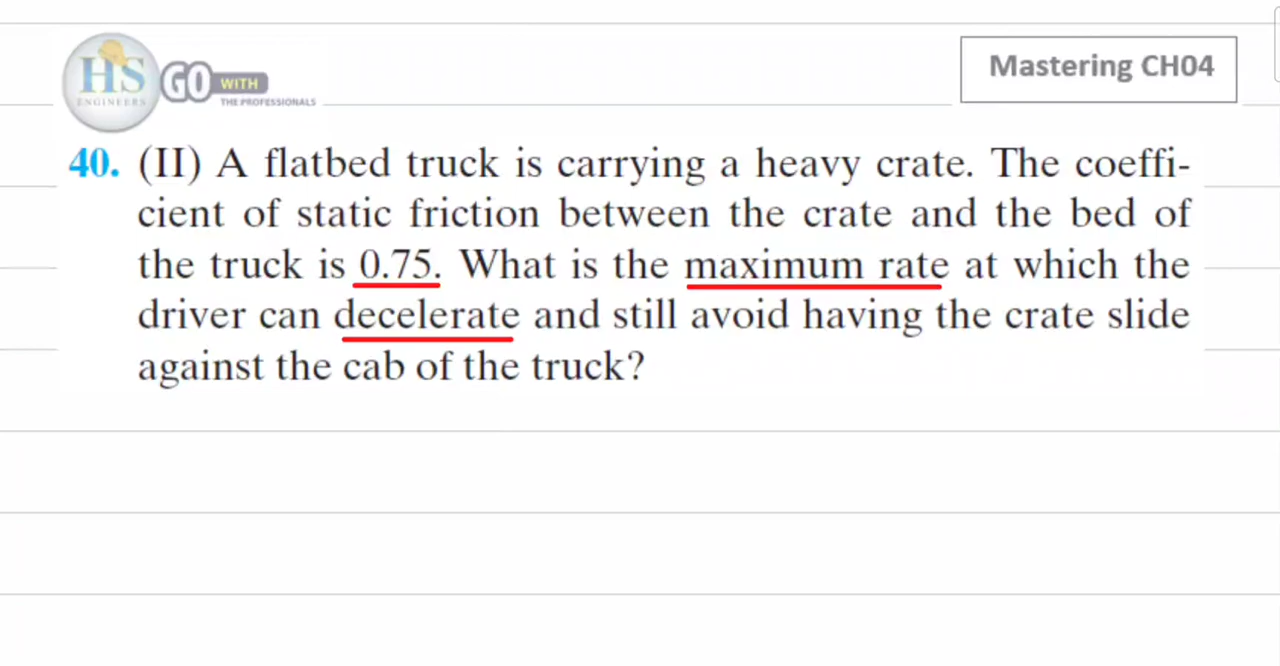 HS
ENGINEERS
GO WITH
THE PROFESSIONALS
Mastering CH04
40. (II) A flatbed truck is carrying a heavy crate. The coeffi-
cient of static friction between the crate and the bed of
the truck is 0.75. What is the maximum rate at which the
driver can decelerate and still avoid having the crate slide
against the cab of the truck?